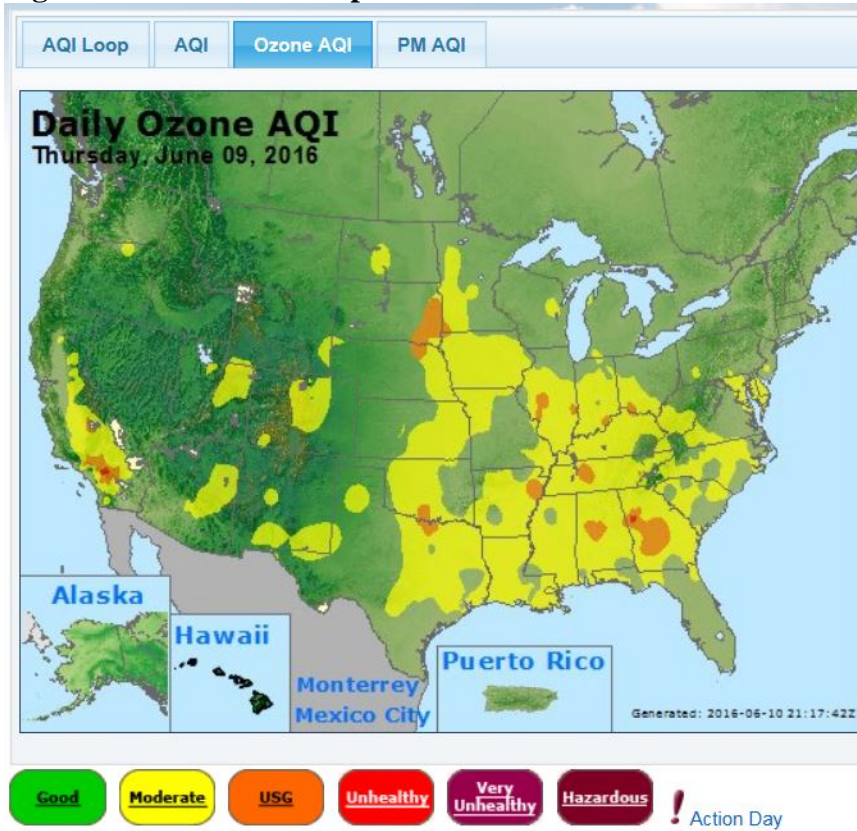 AQI Loop AQI Ozone AQI PM AQI
Daily Ozone AQI
Thursday, June 09, 2016
Alaska
Hawaii
Monterrey
Mexico City
Puerto Rico
Generated: 2016-06-10 21:17:42Z
Good Moderate USG Unhealthy Very Unhealthy Hazardous Action Day